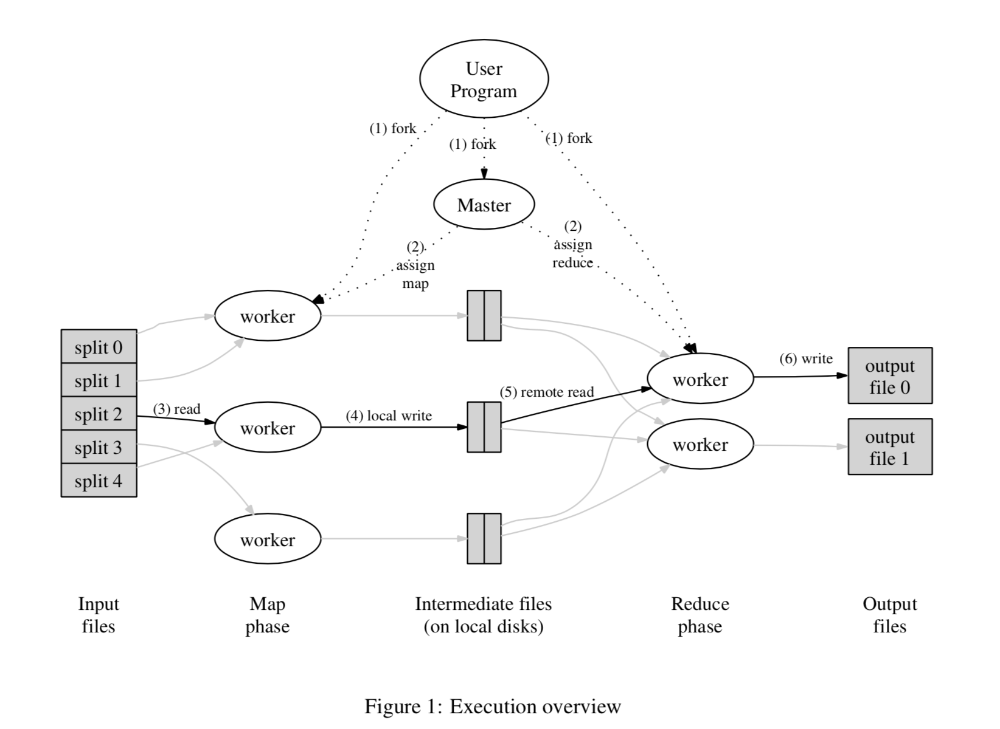 User
Program
(1) fork
(1) fork
(1) fork
Master
(2)
assign
map
(2)
assign
reduce
worker
split 0
split 1
split 2
split 3
split 4
(3) read
worker
(4) local write
(5) remote read
worker
(6) write
output
file 0
worker
output
file 1
worker
Input
files
Map
phase
Intermediate files
(on local disks)
Reduce
phase
Output
files
Figure 1: Execution overview